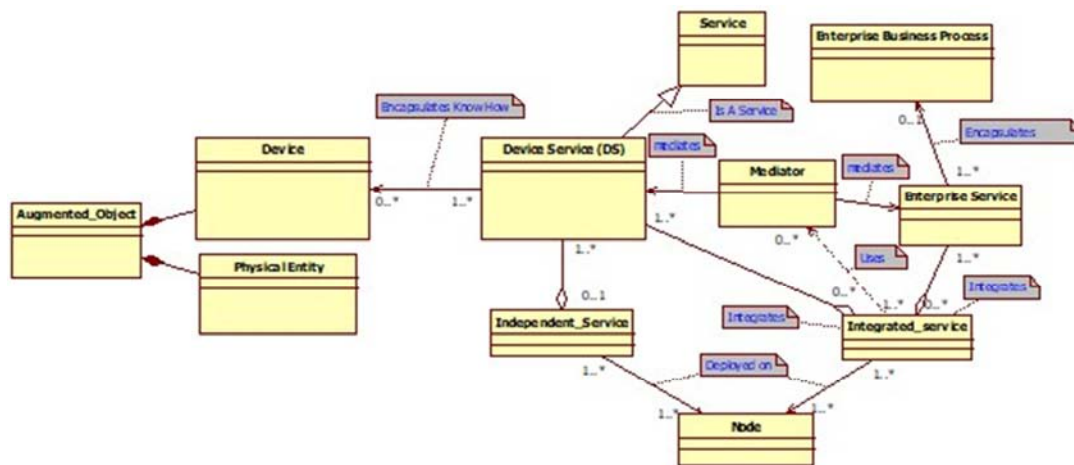 Service
Enterprise Business Process
Encapsulates Know How
Is A Service
0..1
Encapsulates
Device
Device Service (DS)
mediates
Mediator
mediates
1..*
Enterprise Service
0..*
1..*
Augmented_Object
1..*
0..*
1..*
1..*
Physical Entity
Uses
0..1
0..*
1..*
0..*
Integrates
Independent_Service
Integrates
Integrated_service
1..*
Deployed on
1..*
1..*
1..*
Node